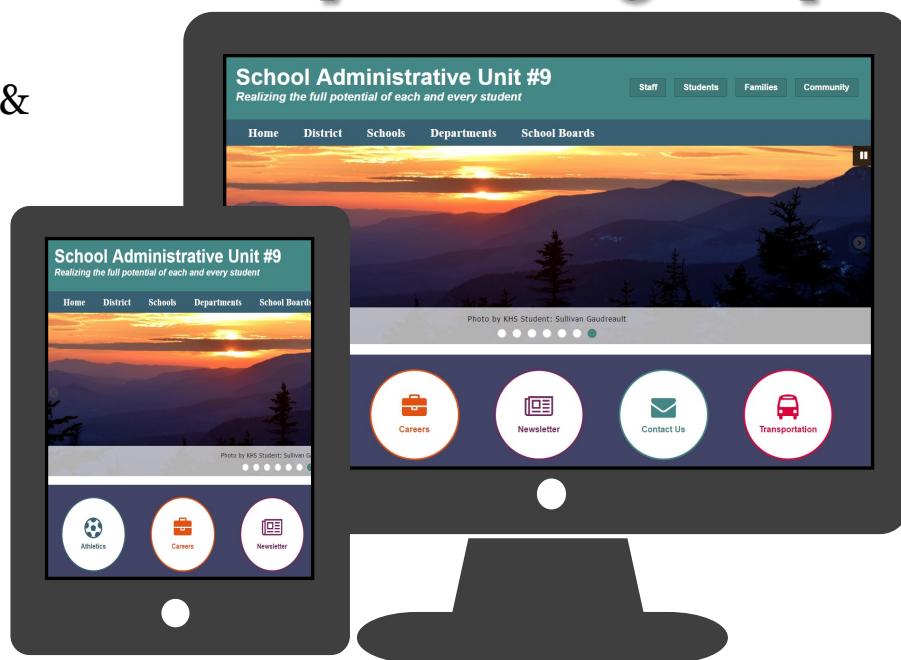 &
School Administrative Unit #9
Realizing the full potential of each and every student
Staff Students Families Community
Home District Schools Departments School Boards
Photo by KHS Student: Sullivan Gaudreault
Careers Newsletter Contact Us Transportation
School Administrative Unit #9
Realizing the full potential of each and every student
Home District Schools Departments School Boards
Photo by KHS Student: Sullivan G
Athletics Careers Newsletter